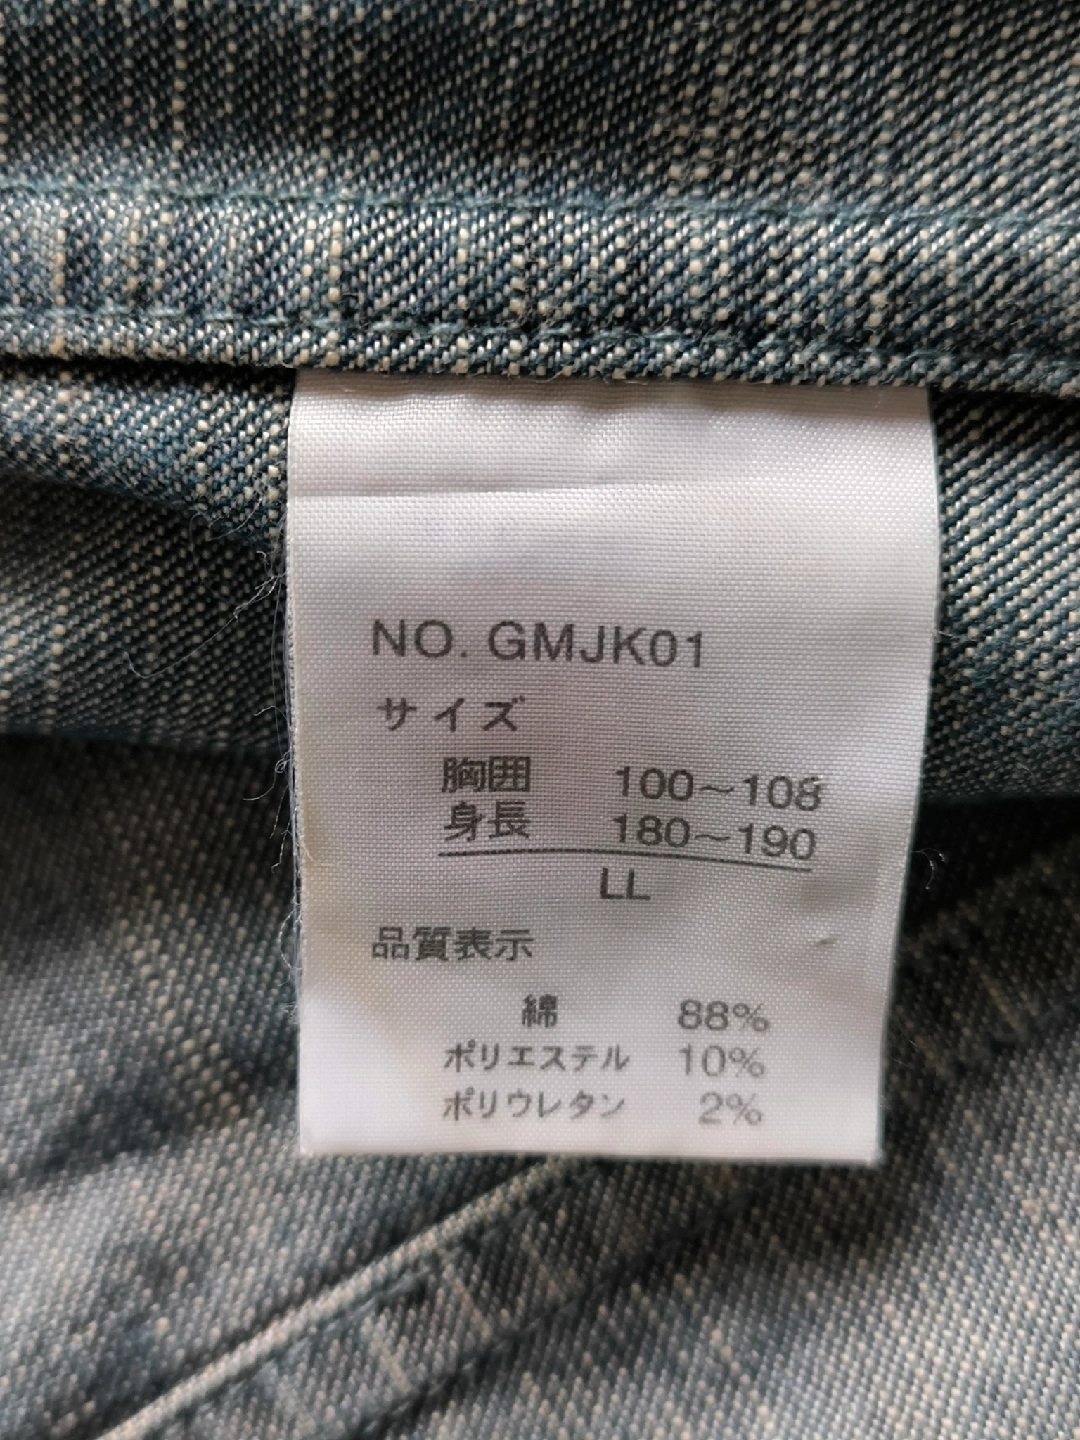 NO. GMJK01
サイズ
胸囲 100～108
身長 180～190
LL
品質表示
綿 88%
ポリエステル 10%
ポリウレタン 2%